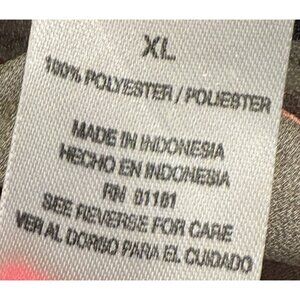 XL
100% POLYESTER / POLIESTER
MADE IN INDONESIA
HECHO EN INDONESIA
RN 01181
SEE REVERSE FOR CARE
VER AL DORSO PARA EL CUIDADO